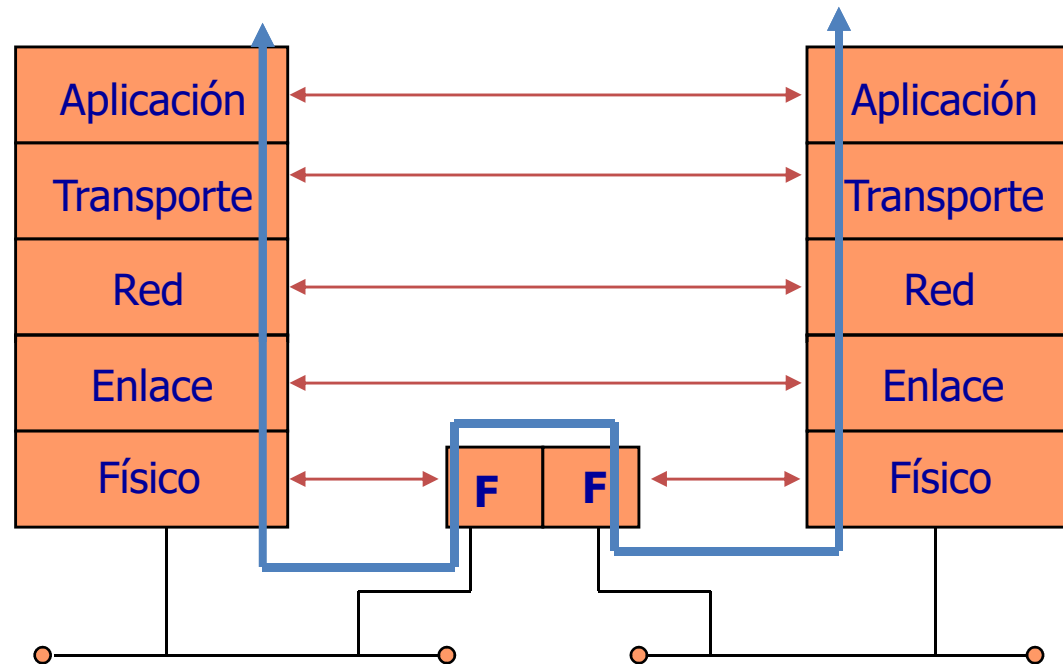 Aplicación
Transporte
Red
Enlace
Físico
F
F
Aplicación
Transporte
Red
Enlace
Físico